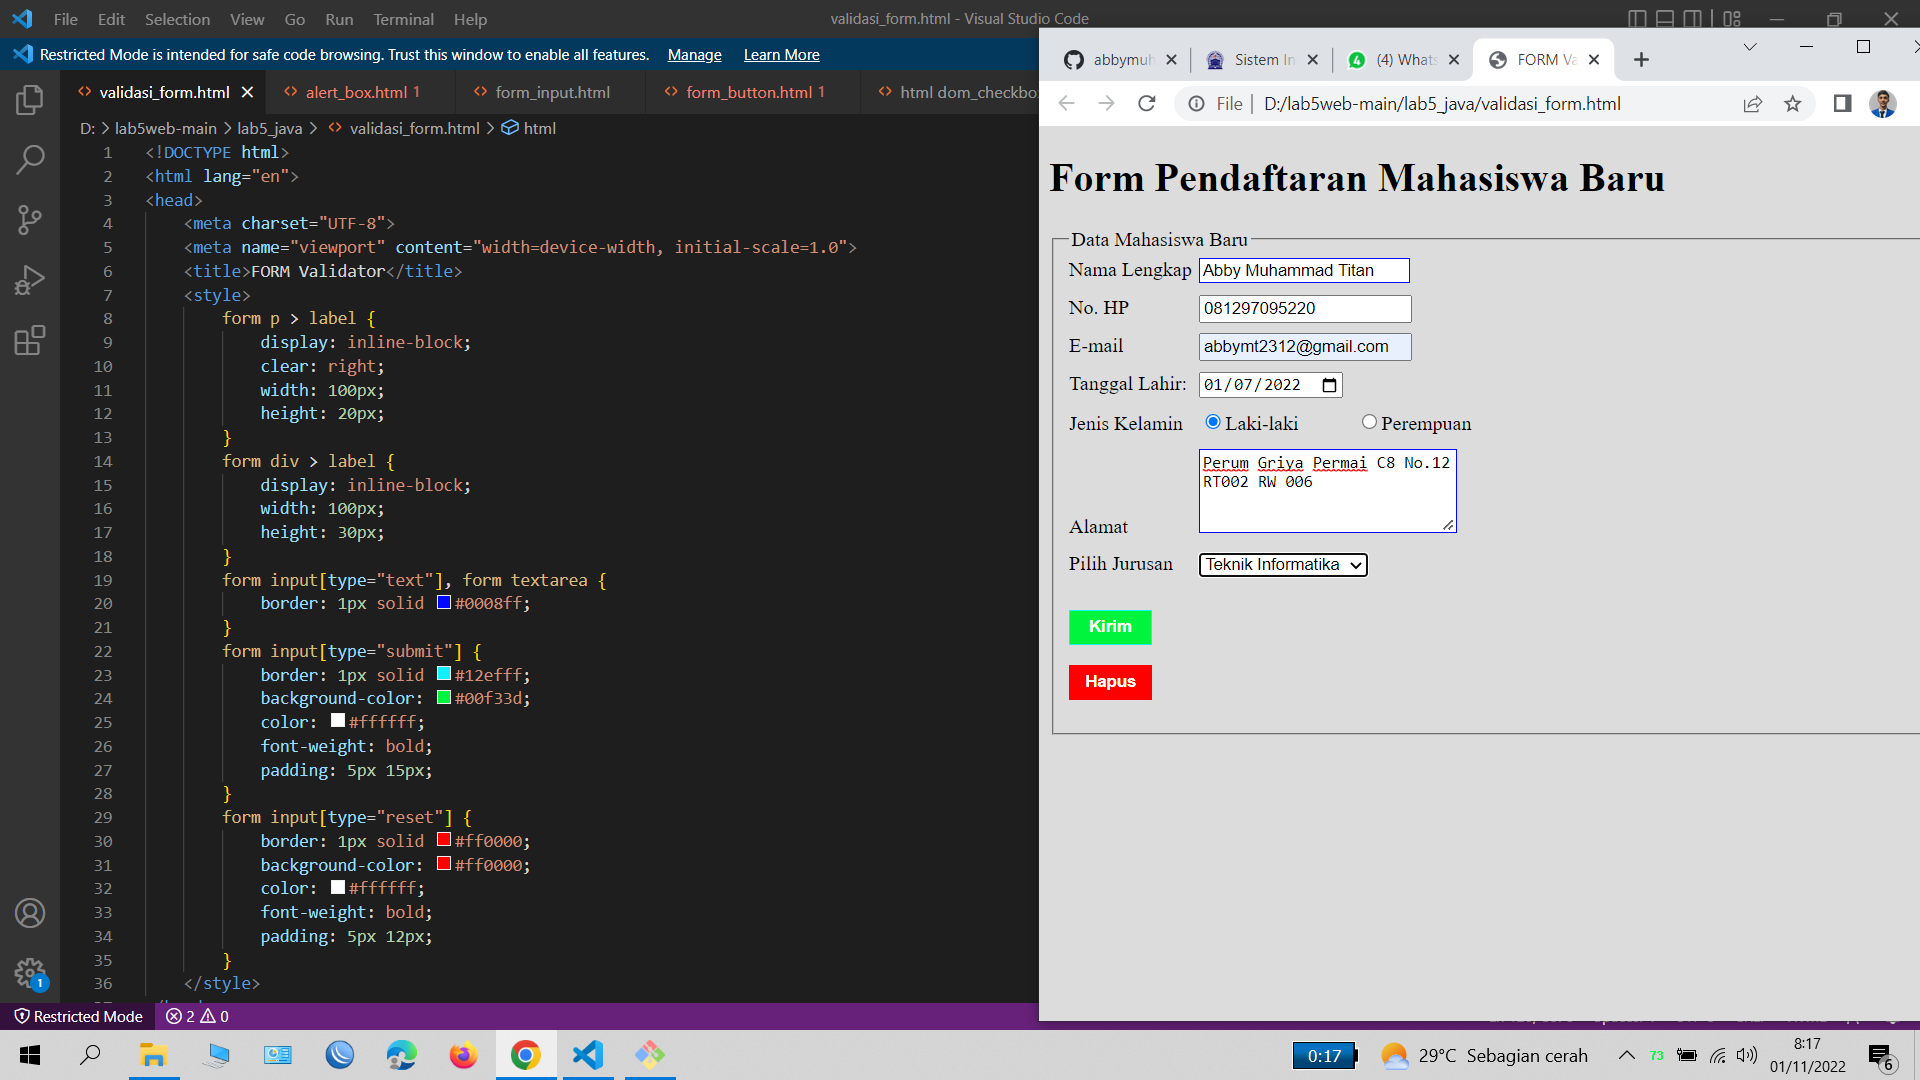 File Edit Selection View Go Run Terminal Help
validasi_form.html - Visual Studio Code
Restricted Mode is intended for safe code browsing. Trust this window to enable all features. Manage Learn More
validasi_form.html
alert_box.html 1
form_input.html
form_button.html 1
html dom_checkbo
D: > lab5web-main > lab5_java > validasi_form.html > html
1 <!DOCTYPE html>
2 <html lang="en">
3 <head>
4 <meta charset="UTF-8">
5 <meta name="viewport" content="width=device-width, initial-scale=1.0">
6 <title>FORM Validator</title>
7 <style>
8 form p > label {
9 display: inline-block;
10 clear: right;
11 width: 100px;
12 height: 20px;
13 }
14 form div > label {
15 display: inline-block;
16 width: 100px;
17 height: 30px;
18 }
19 form input[type="text"], form textarea {
20 border: 1px solid #0008ff;
21 }
22 form input[type="submit"] {
23 border: 1px solid #12efff;
24 background-color: #00f33d;
25 color: #ffffff;
26 font-weight: bold;
27 padding: 5px 15px;
28 }
29 form input[type="reset"] {
30 border: 1px solid #ff0000;
31 background-color: #ff0000;
32 color: #ffffff;
33 font-weight: bold;
34 padding: 5px 12px;
35 }
36 </style>
1
Restricted Mode
2 0
abbymuh
Sistem In
4
(4) Whats
FORM Va
File | D:/lab5web-main/lab5_java/validasi_form.html
Form Pendaftaran Mahasiswa Baru
Data Mahasiswa Baru
Nama Lengkap Abby Muhammad Titan
No. HP 081297095220
E-mail abbymt2312@gmail.com
Tanggal Lahir: 01/07/2022
Jenis Kelamin Laki-laki Perempuan
Perum Griya Permai C8 No.12
RT002 RW 006
Alamat
Pilih Jurusan Teknik Informatika
Kirim
Hapus
0:17
29°C Sebagian cerah
73
8:17
01/11/2022
6